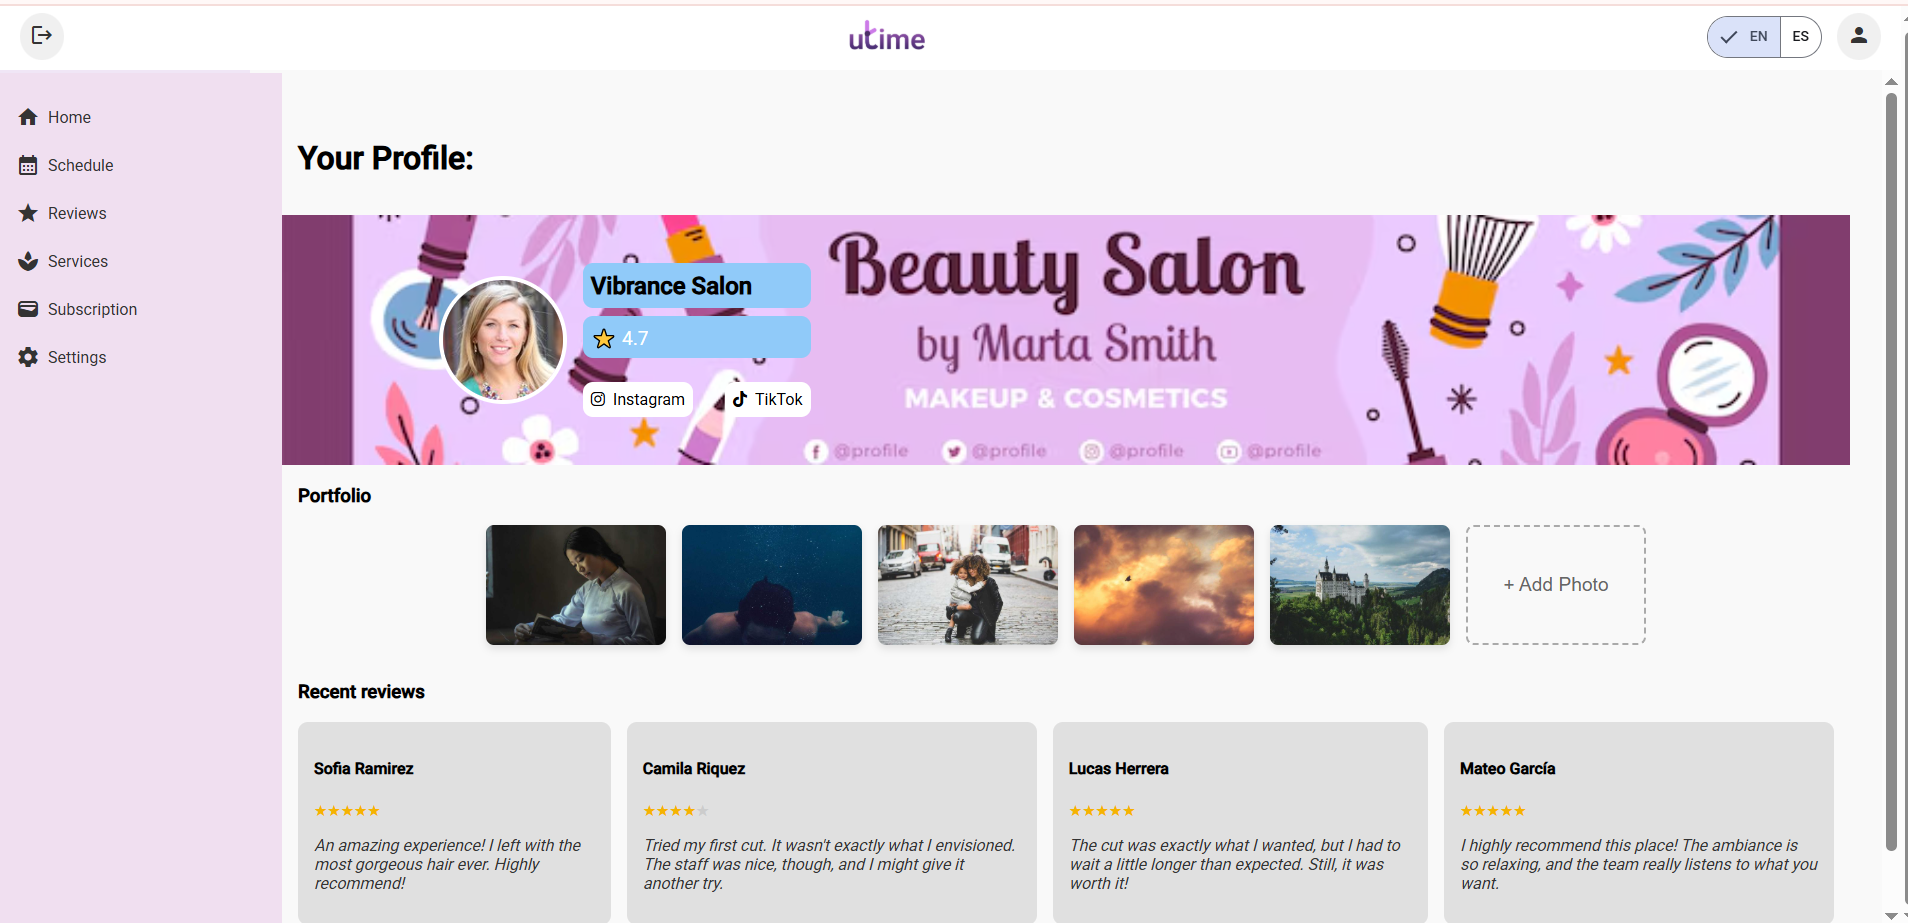 utime
EN
ES
Home
Schedule
Reviews
Services
Subscription
Settings
Your Profile:
Vibrance Salon
4.7
Instagram
TikTok
Beauty Salon
by Marta Smith
MAKEUP & COSMETICS
@profile
@profile
@profile
@profile
Portfolio
+ Add Photo
Recent reviews
Sofia Ramirez
★★★★★
An amazing experience! I left with the
most gorgeous hair ever. Highly
recommend!
Camila Riquez
★★★★★
Tried my first cut. It wasn't exactly what I envisioned.
The staff was nice, though, and I might give it
another try.
Lucas Herrera
★★★★★
The cut was exactly what I wanted, but I had to
wait a little longer than expected. Still, it was
worth it!
Mateo García
★★★★★
I highly recommend this place! The ambiance is
so relaxing, and the team really listens to what you
want.